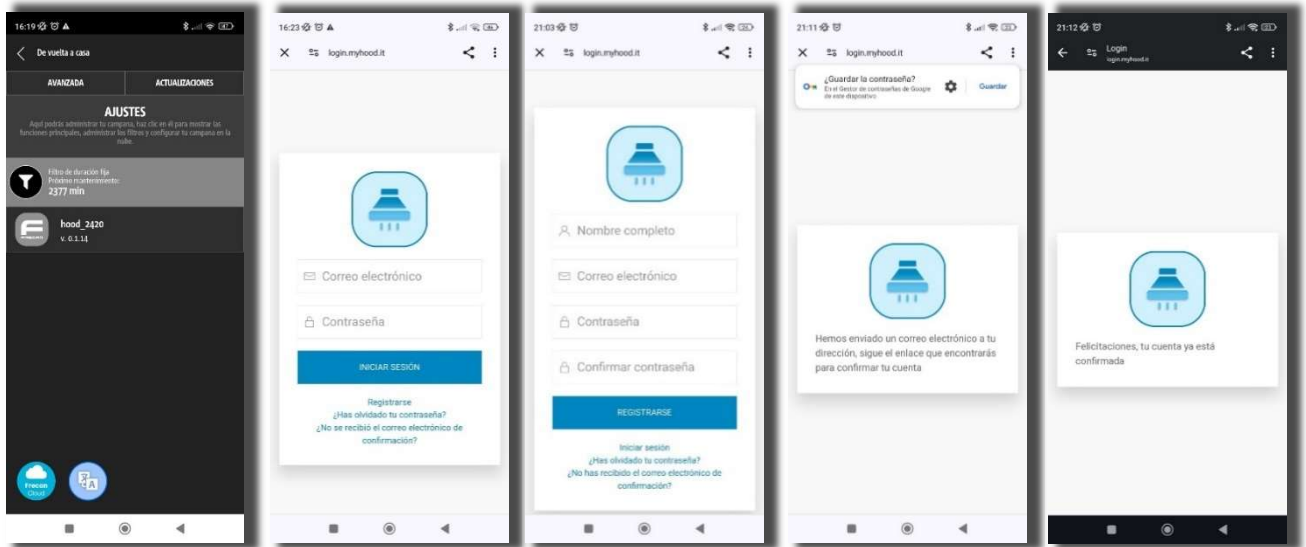 16:19
De vuelta a casa
AVANZADA
ACTUALIZACIONES
AJUSTES
Aquí podrás administrar tu campana, haz clic en él para mostrar las
funciones principales, administrar los filtros y configurar tu campana en la
nube.
Filtro de duración fija
Próximo mantenimiento:
2377 min
hood_2420
v. 0.1.14
Frecan
Cloud
16:23
login.myhood.it
Correo electrónico
Contraseña
INICIAR SESIÓN
Registrarse
¿Has olvidado tu contraseña?
¿No se recibió el correo electrónico de
confirmación?
21:03
login.myhood.it
Nombre completo
Correo electrónico
Contraseña
Confirmar contraseña
REGISTRARSE
Iniciar sesión
¿Has olvidado tu contraseña?
¿No has recibido el correo electrónico de
confirmación?
21:11
login.myhood.it
¿Guardar la contraseña?
En el Gestor de contraseñas de Google
de este dispositivo
Guardar
Hemos enviado un correo electrónico a tu
dirección, sigue el enlace que encontrarás
para confirmar tu cuenta
21:12
Login
login.myhood.it
Felicitaciones, tu cuenta ya está
confirmada